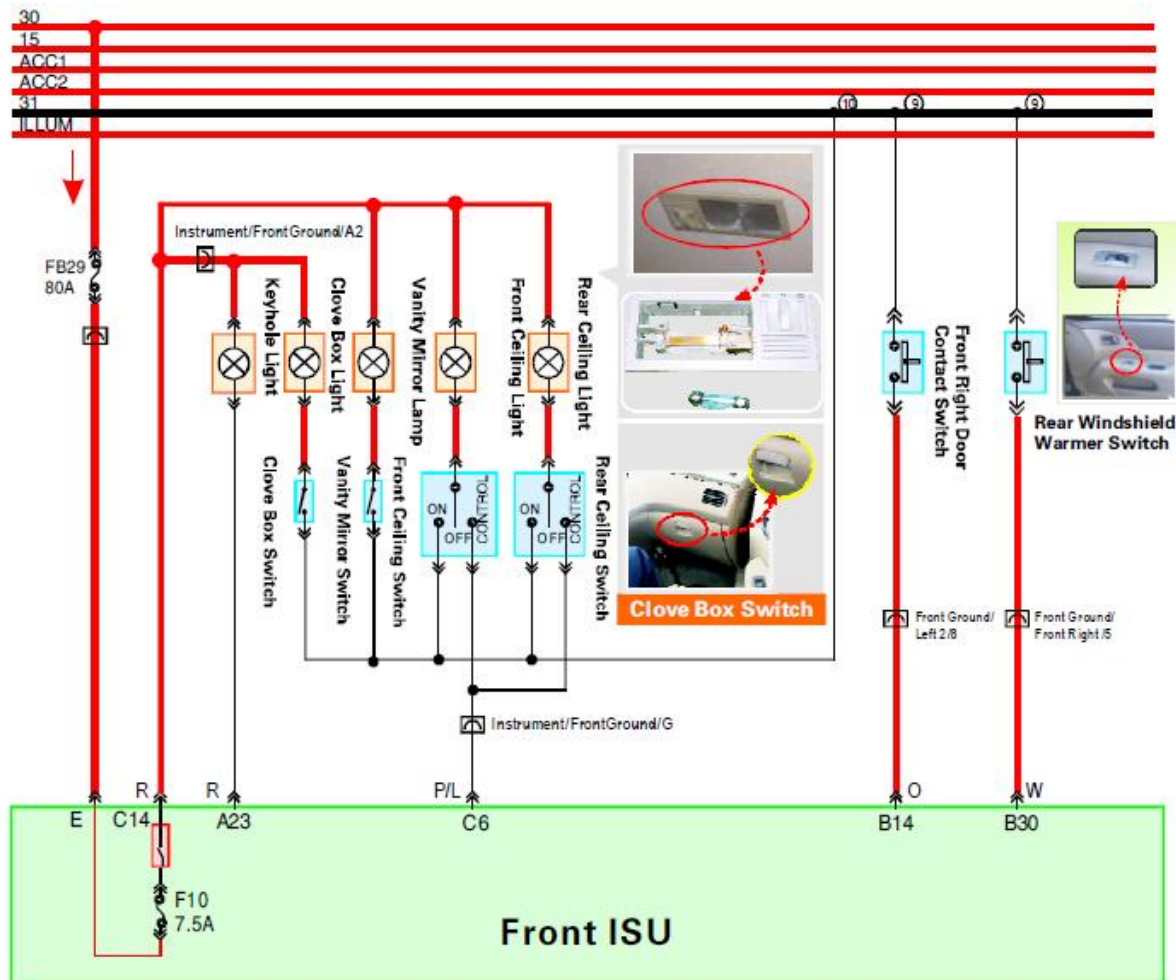 30
15
ACC1
ACC2
31
ILLUM
10
9
9
Instrument/FrontGround/A2
FB29
80A
Keyhole Light
Clove Box Light
Vanity Mirror Lamp
Front Ceiling Light
Rear Ceiling Light
Front Right Door
Contact Switch
Rear Windshield
Warmer Switch
Clove Box Switch
Vanity Mirror Switch
Front Ceiling Switch
ON
OFF
CONTROL
ON
OFF
CONTROL
Rear Ceiling Switch
Clove Box Switch
Front Ground/
Left 2/8
Front Ground/
Front Right /5
Instrument/FrontGround/G
R
R
P/L
O
W
E
C14
A23
C6
B14
B30
F10
7.5A
Front ISU